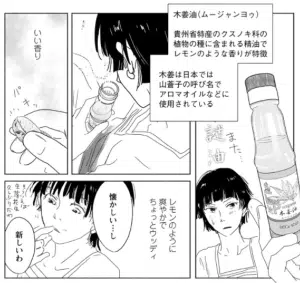 木姜油(ムージャンヨゥ)
貴州省特産のクスノキ科の
植物の種に含まれる精油で
レモンのような香りが特徴
木姜は日本では
山蒼子の呼び名で
アロマオイルなどに
使用されている
いい香り
また…
謎油
木姜油
レモンのように
爽やかで
ちょっとウッディ
懐かしい…し
新しいわ